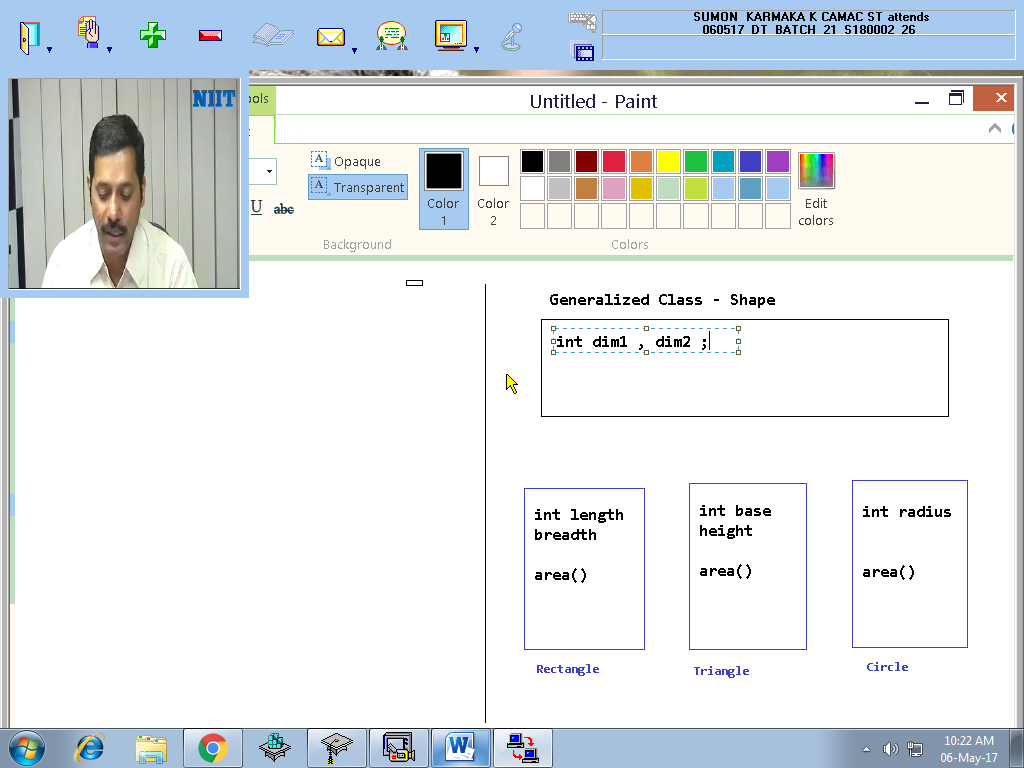 SUMON KARMAKA K CAMAC ST attends
060517 DT BATCH 21 S180002 26
NIIT
ols
Untitled - Paint
Opaque
Transparent
U abc
Background
Color 1
Color 2
Edit colors
Colors
Generalized Class - Shape
int dim1 , dim2 ;
int length
breadth
area()
Rectangle
int base
height
area()
Triangle
int radius
area()
Circle
10:22 AM
06-May-17